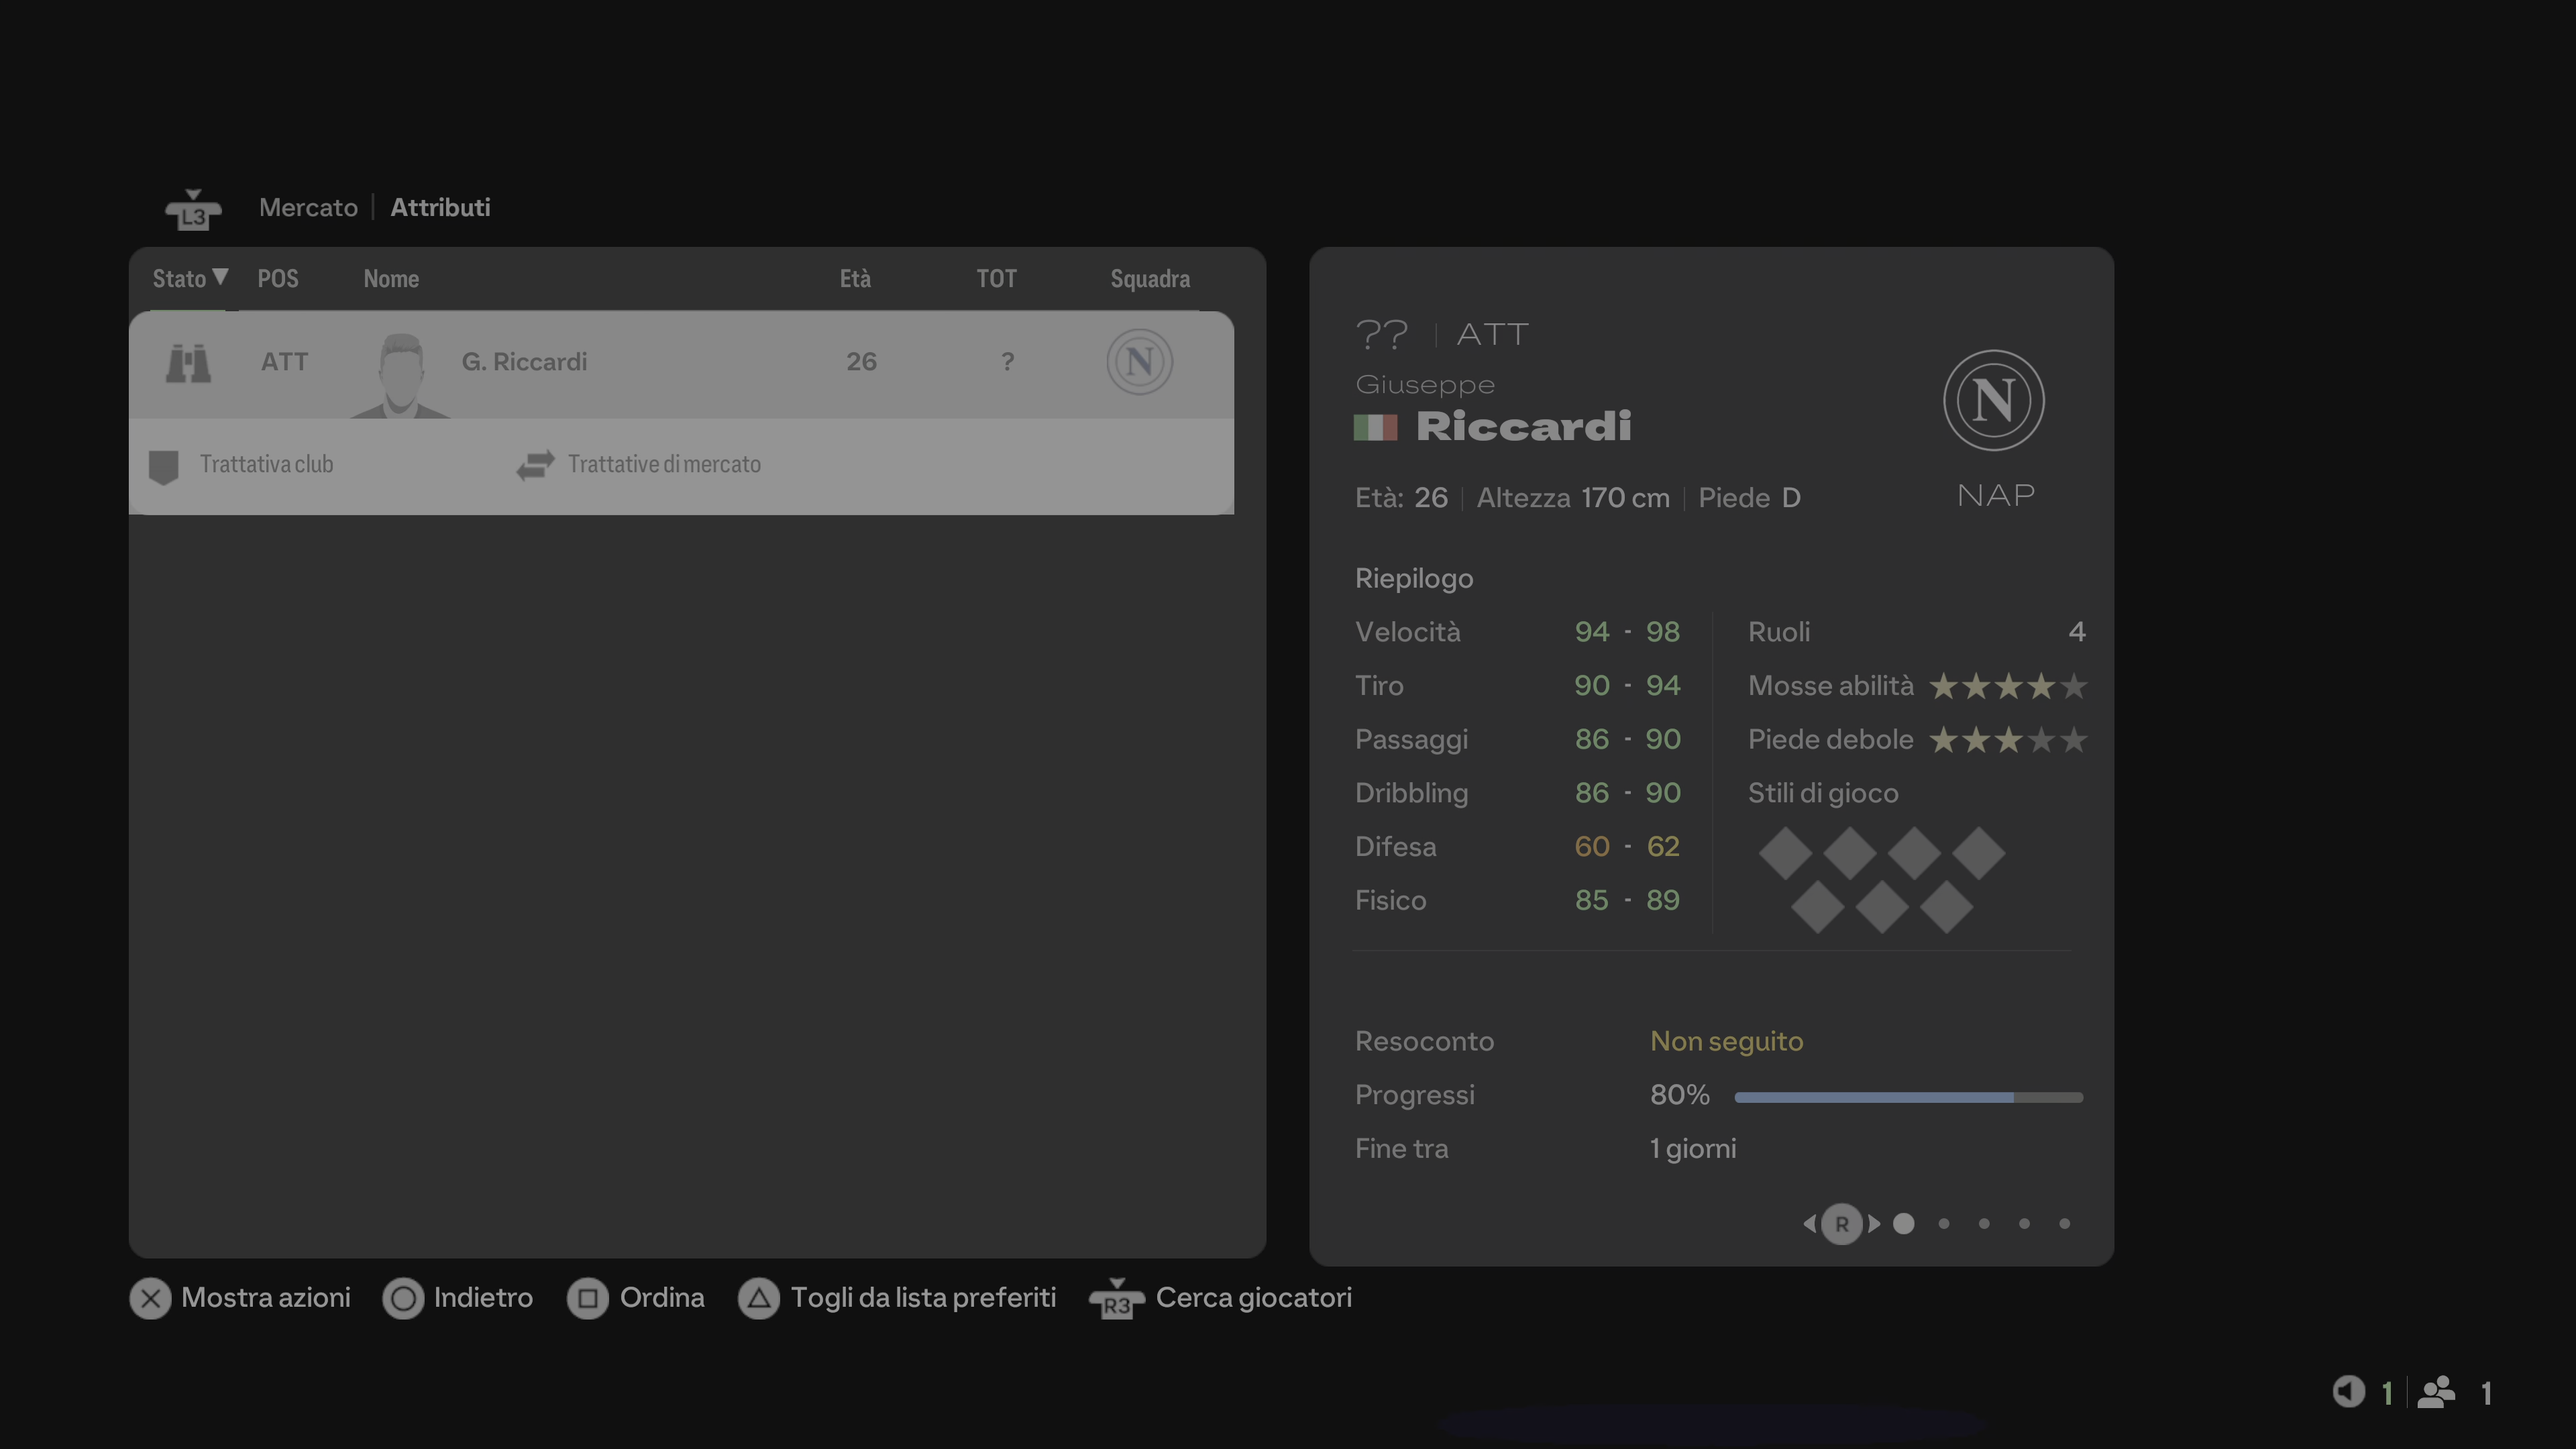 L3 Mercato | Attributi
Stato ▼ POS Nome Età TOT Squadra
ATT G. Riccardi 26 ? N
Trattativa club Trattative di mercato
?? | ATT
Giuseppe
Riccardi
N
NAP
Età: 26 | Altezza 170 cm | Piede D
Riepilogo
Velocità 94 - 98
Tiro 90 - 94
Passaggi 86 - 90
Dribbling 86 - 90
Difesa 60 - 62
Fisico 85 - 89
Ruoli 4
Mosse abilità
Piede debole
Stili di gioco
Resoconto Non seguito
Progressi 80%
Fine tra 1 giorni
R
Mostra azioni Indietro Ordina Togli da lista preferiti R3 Cerca giocatori
1 | 1